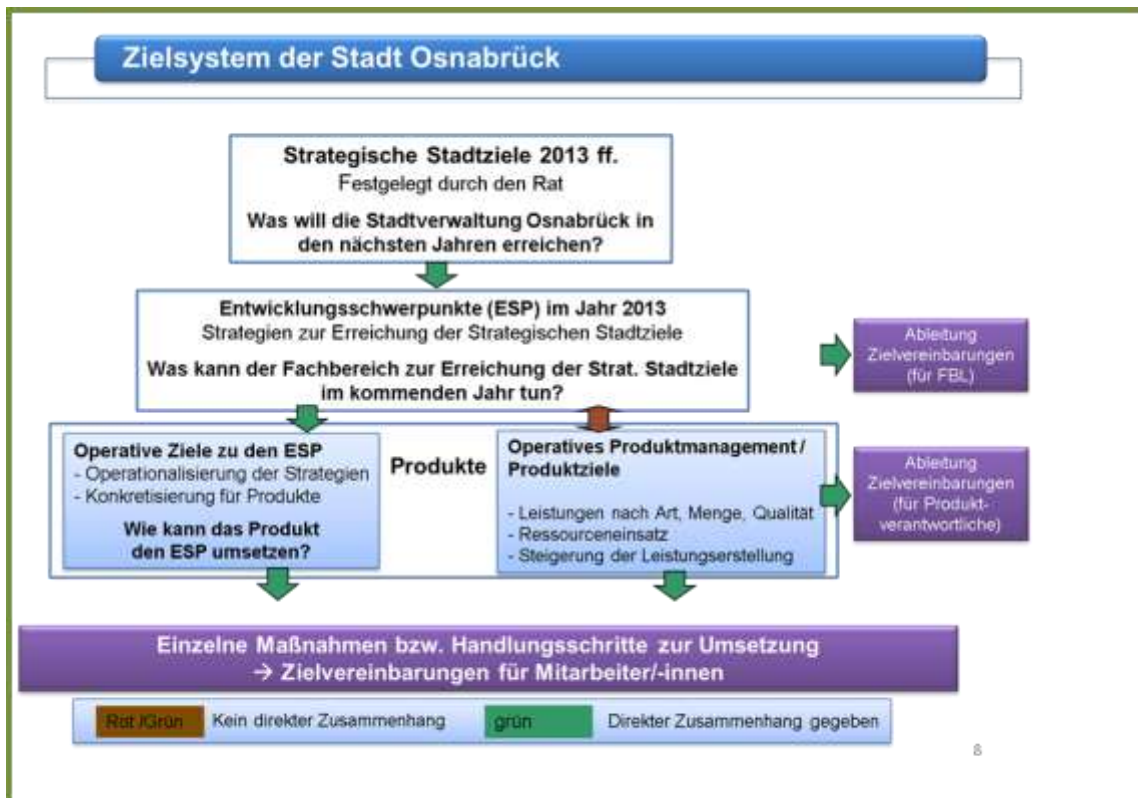 Zielsystem der Stadt Osnabrück
Strategische Stadtziele 2013 ff.
Festgelegt durch den Rat
Was will die Stadtverwaltung Osnabrück in
den nächsten Jahren erreichen?
Entwicklungsschwerpunkte (ESP) im Jahr 2013
Strategien zur Erreichung der Strategischen Stadtziele
Was kann der Fachbereich zur Erreichung der Strat. Stadtziele
im kommenden Jahr tun?
Ableitung
Zielvereinbarungen
(für FBL)
Operative Ziele zu den ESP
- Operationalisierung der Strategien
- Konkretisierung für Produkte
Wie kann das Produkt
den ESP umsetzen?
Produkte
Operatives Produktmanagement /
Produktziele
- Leistungen nach Art, Menge, Qualität
- Ressourceneinsatz
- Steigerung der Leistungserstellung
Ableitung
Zielvereinbarungen
(für Produkt-
verantwortliche)
Einzelne Maßnahmen bzw. Handlungsschritte zur Umsetzung
→ Zielvereinbarungen für Mitarbeiter/-innen
Rot /Grün Kein direkter Zusammenhang grün Direkter Zusammenhang gegeben
8